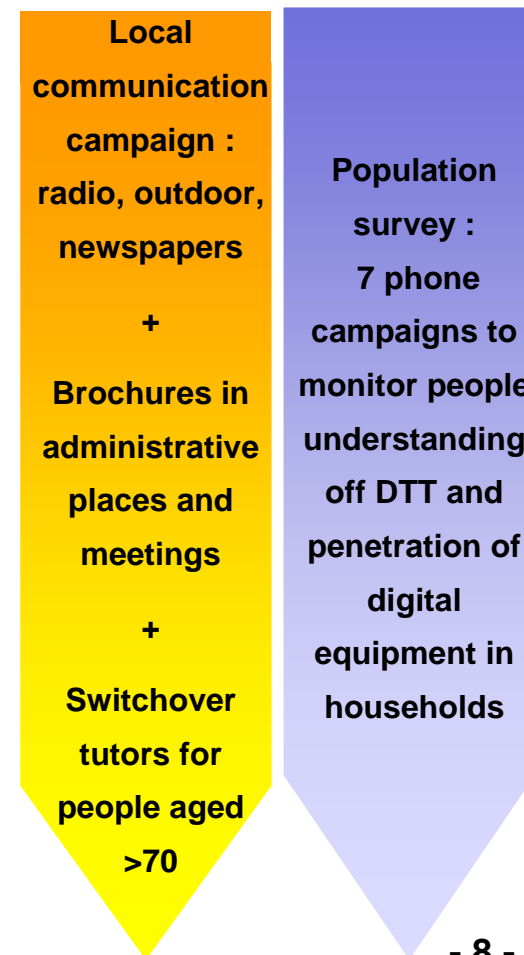 Local
communication
campaign :
radio, outdoor,
newspapers
+
Brochures in
administrative
places and
meetings
+
Switchover
tutors for
people aged
>70
Population
survey :
7 phone
campaigns to
monitor people
understanding
off DTT and
penetration of
digital
equipment in
households
- 8 -